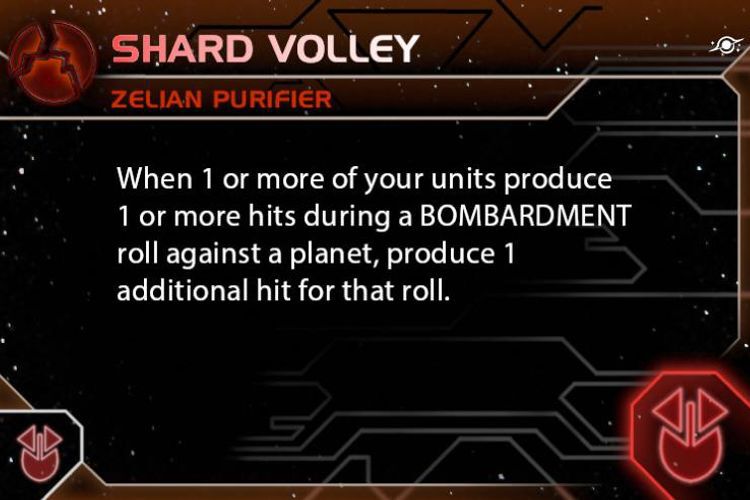 SHARD VOLLEY
ZELIAN PURIFIER
When 1 or more of your units produce
1 or more hits during a BOMBARDMENT
roll against a planet, produce 1
additional hit for that roll.